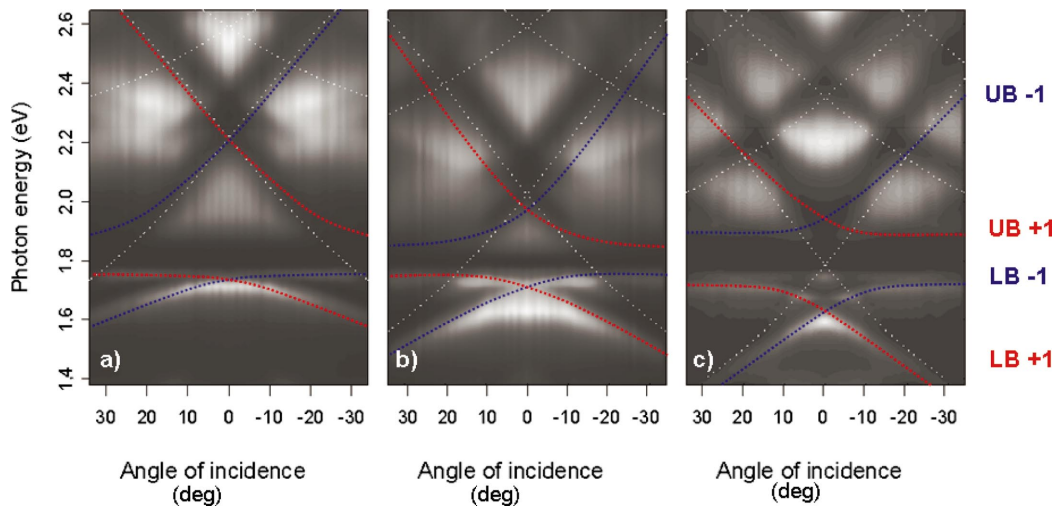 2.6
2.4
2.2
2.0
1.8
1.6
1.4
Photon energy (eV)
a)
b)
c)
UB -1
UB +1
LB -1
LB +1
30 20 10 0 -10 -20 -30
30 20 10 0 -10 -20 -30
30 20 10 0 -10 -20 -30
Angle of incidence
(deg)
Angle of incidence
(deg)
Angle of incidence
(deg)